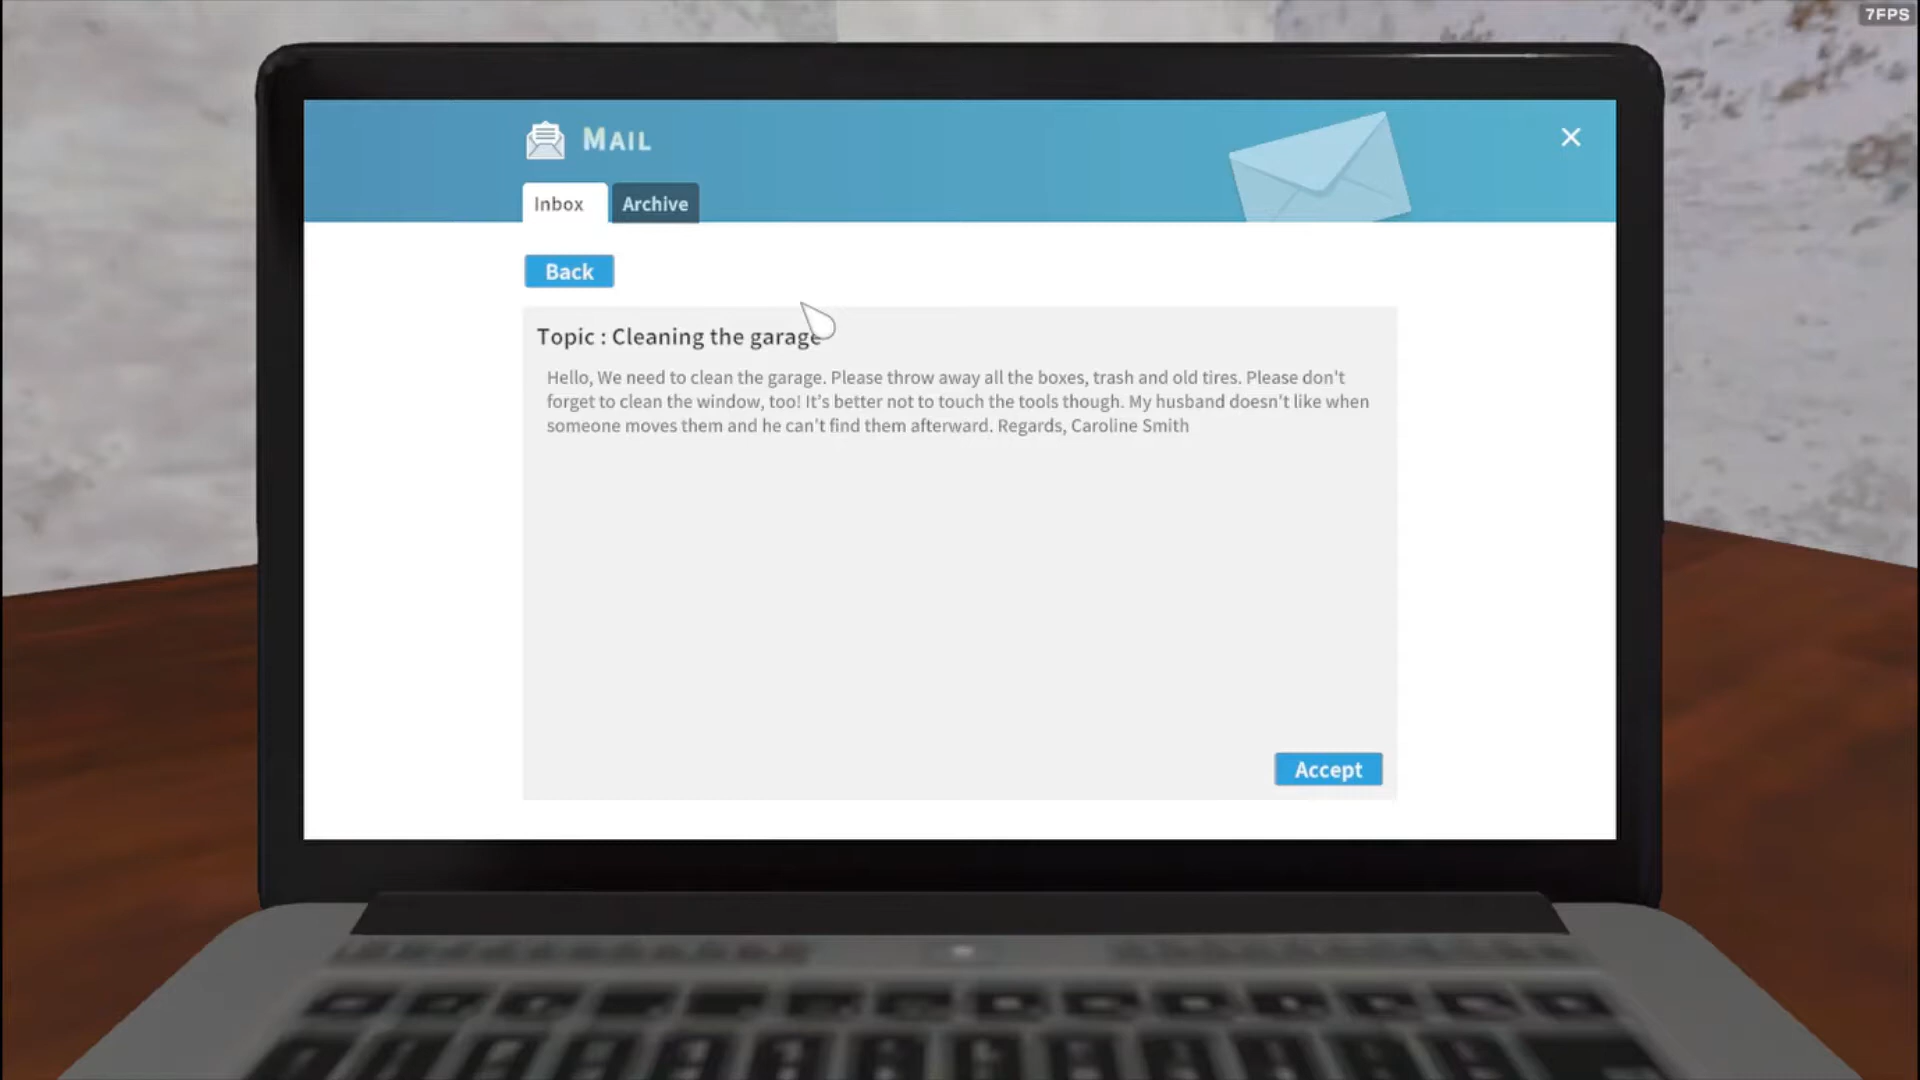 7FPS
MAIL
Inbox
Archive
Back
Topic : Cleaning the garage
Hello, We need to clean the garage. Please throw away all the boxes, trash and old tires. Please don't
forget to clean the window, too! It's better not to touch the tools though. My husband doesn't like when
someone moves them and he can't find them afterward. Regards, Caroline Smith
Accept